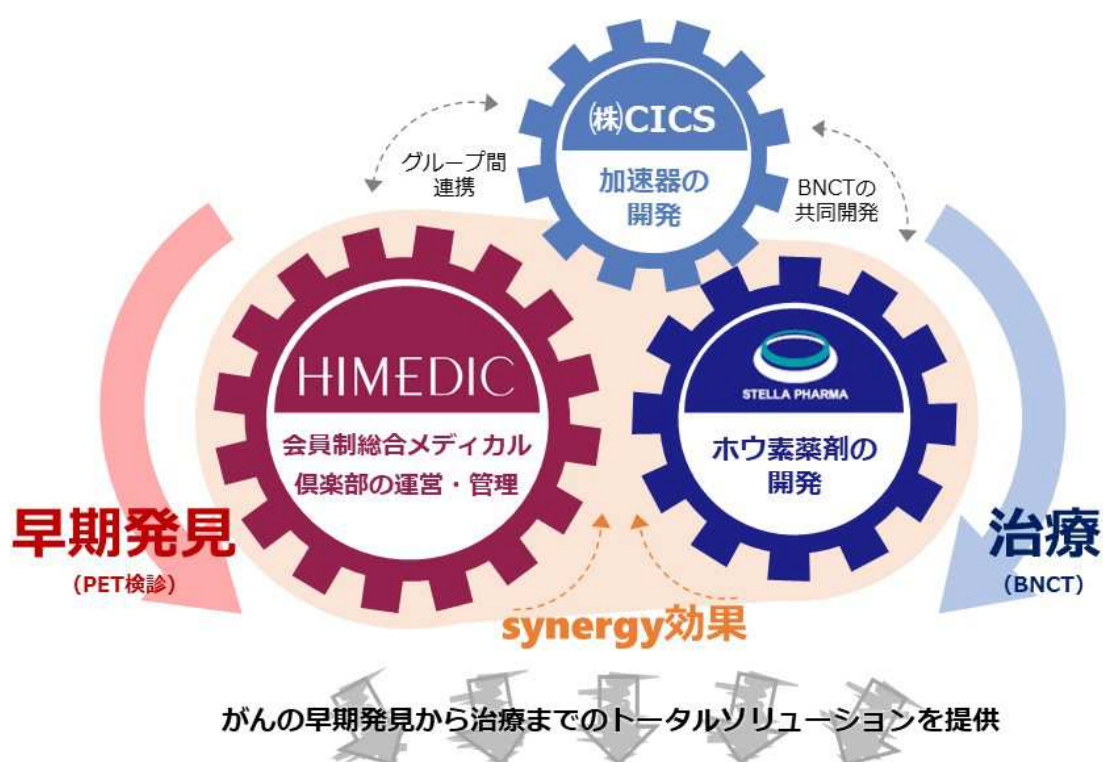 ㈱CICS
加速器の
開発
グループ間
連携
BNCTの
共同開発
HIMEDIC
会員制総合メディカル
倶楽部の運営・管理
STELLA PHARMA
ホウ素薬剤の
開発
早期発見
(PET検診)
治療
(BNCT)
synergy効果
がんの早期発見から治療までのトータルソリューションを提供